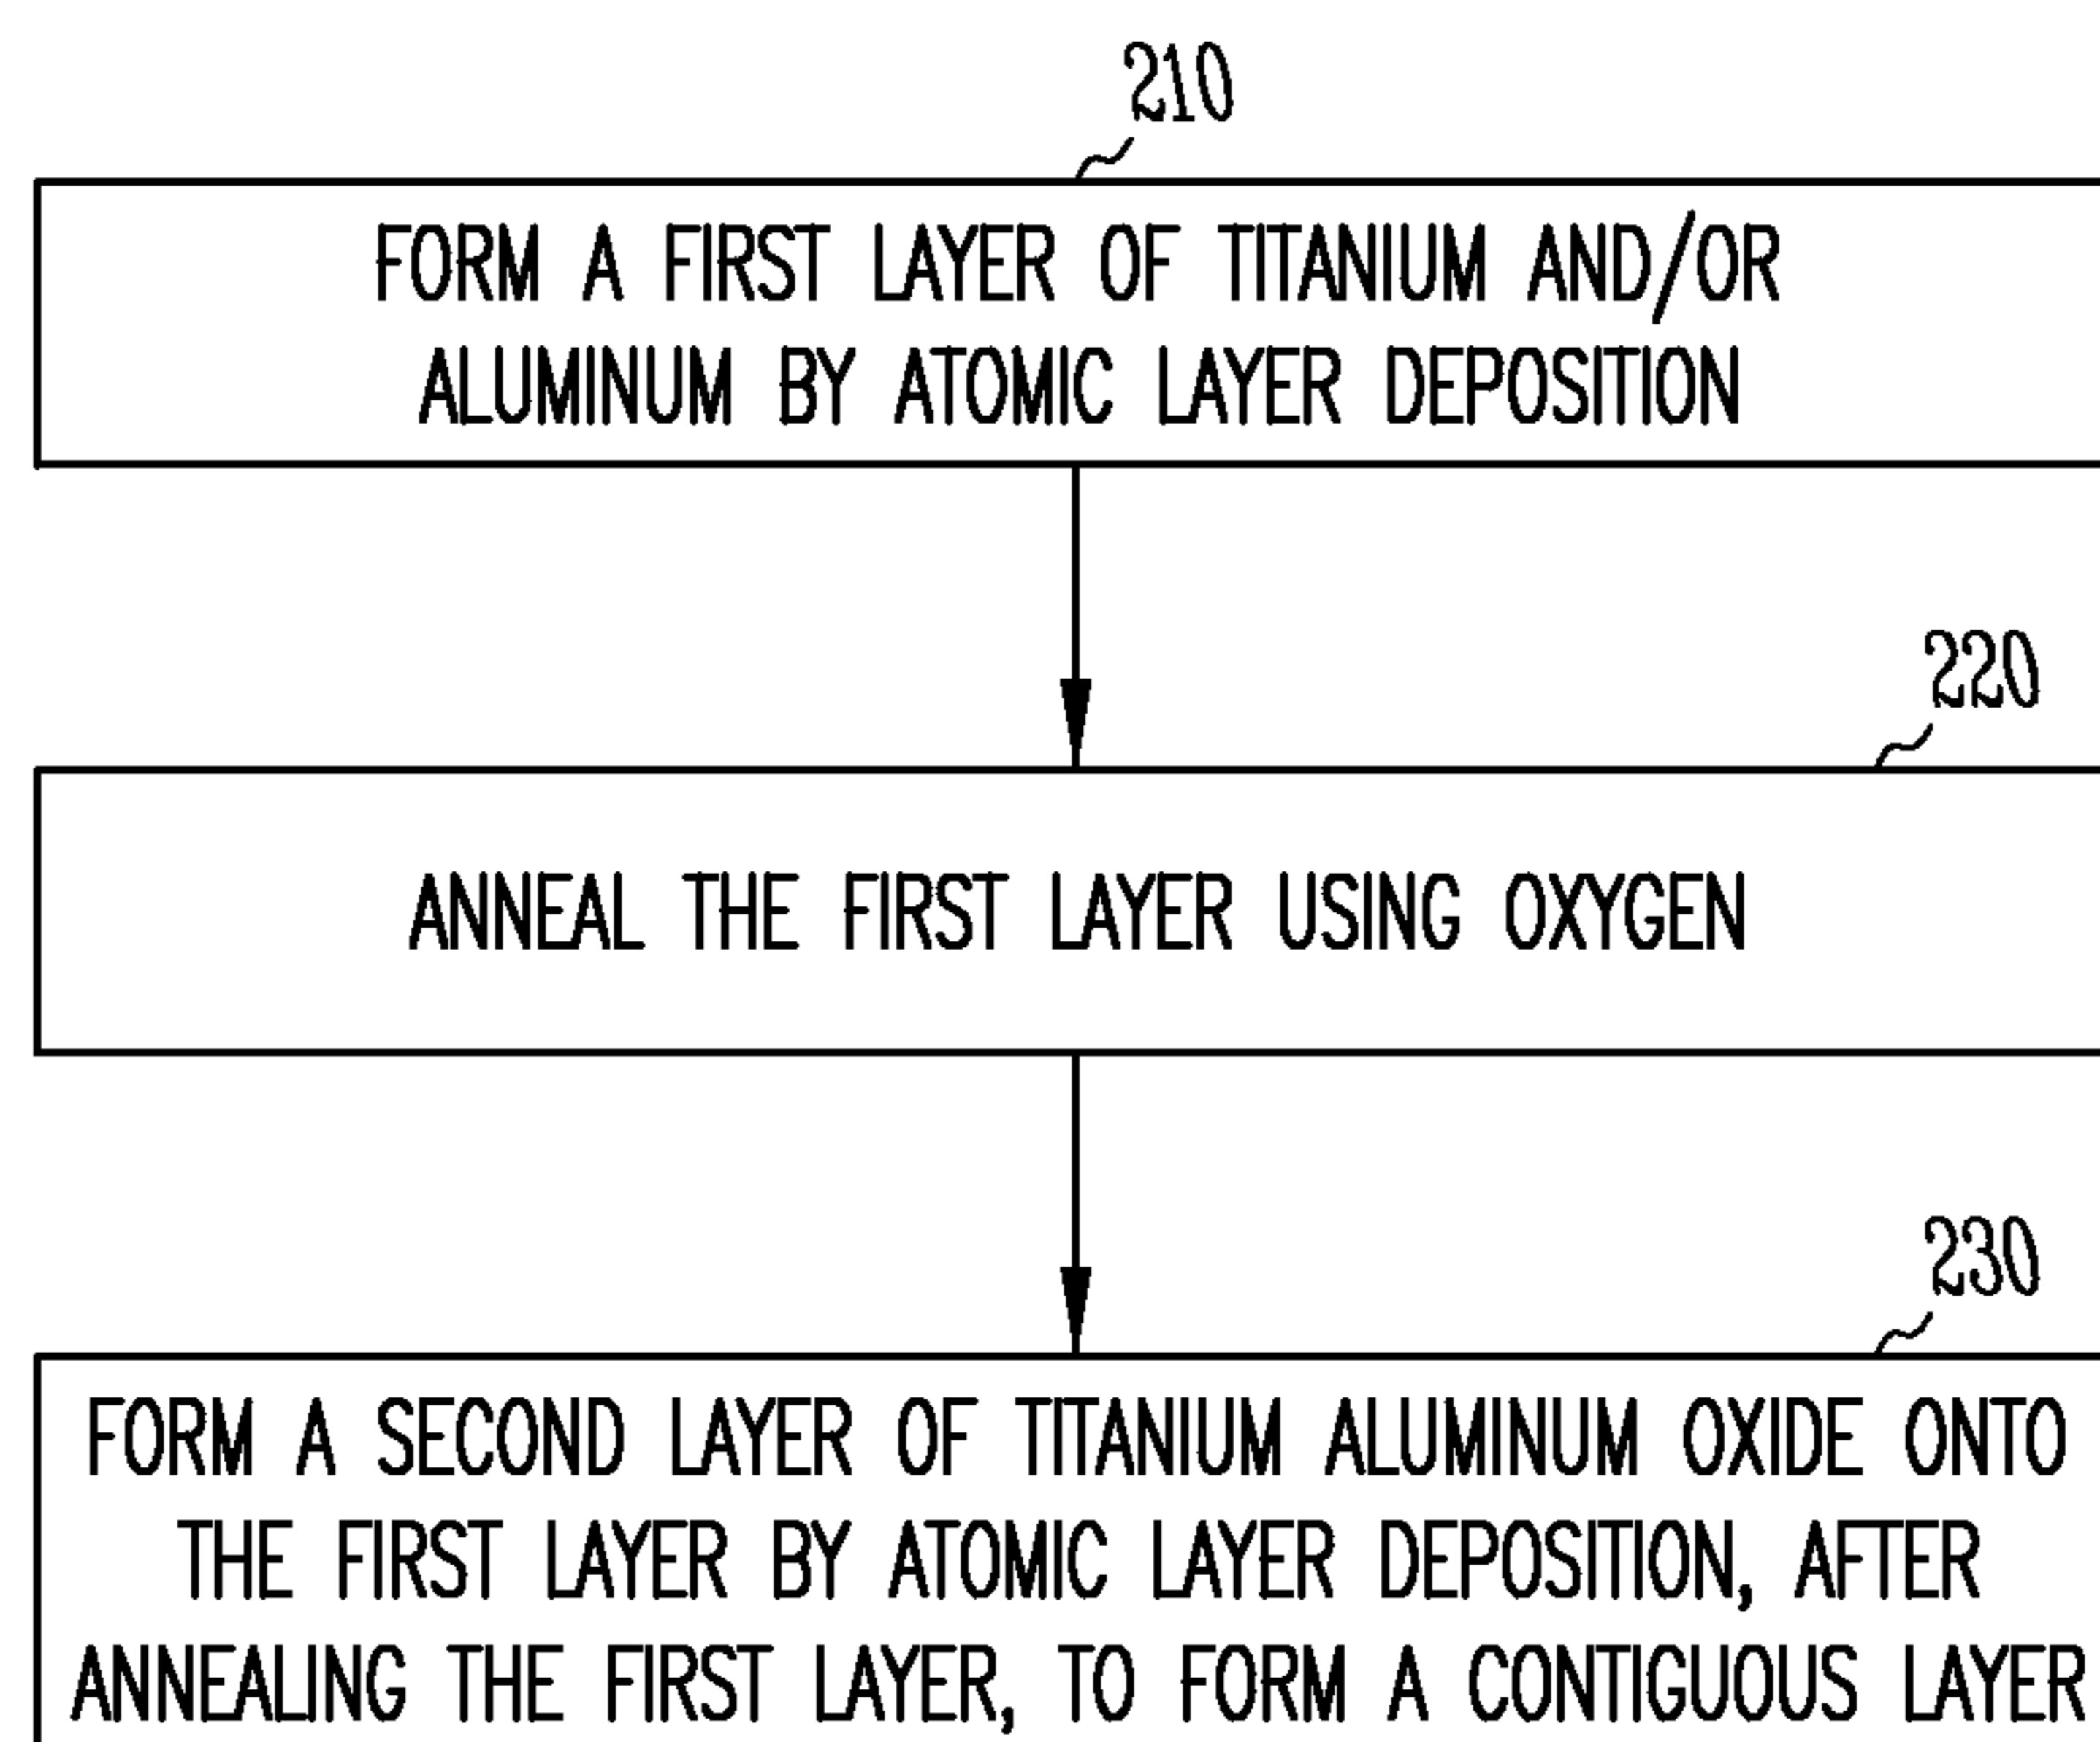 210
FORM A FIRST LAYER OF TITANIUM AND/OR
ALUMINUM BY ATOMIC LAYER DEPOSITION
220
ANNEAL THE FIRST LAYER USING OXYGEN
230
FORM A SECOND LAYER OF TITANIUM ALUMINUM OXIDE ONTO
THE FIRST LAYER BY ATOMIC LAYER DEPOSITION, AFTER
ANNEALING THE FIRST LAYER, TO FORM A CONTIGUOUS LAYER